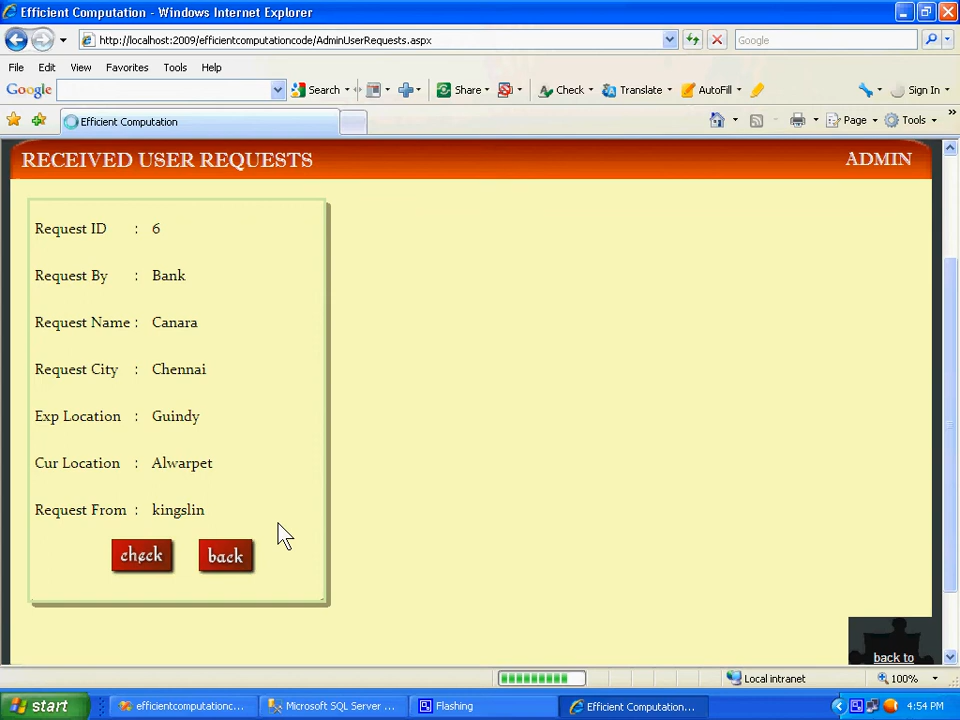 Efficient Computation - Windows Internet Explorer
http://localhost:2009/efficientcomputationcode/AdminUserRequests.aspx
Google
File Edit View Favorites Tools Help
Google Search Share Check Translate AutoFill Sign In
Efficient Computation Page Tools
RECEIVED USER REQUESTS ADMIN
Request ID : 6
Request By : Bank
Request Name : Canara
Request City : Chennai
Exp Location : Guindy
Cur Location : Alwarpet
Request From : kingslin
check back
back to
Local intranet 100%
start efficientcomputationc... Microsoft SQL Server ... Flashing Efficient Computation... 4:54 PM